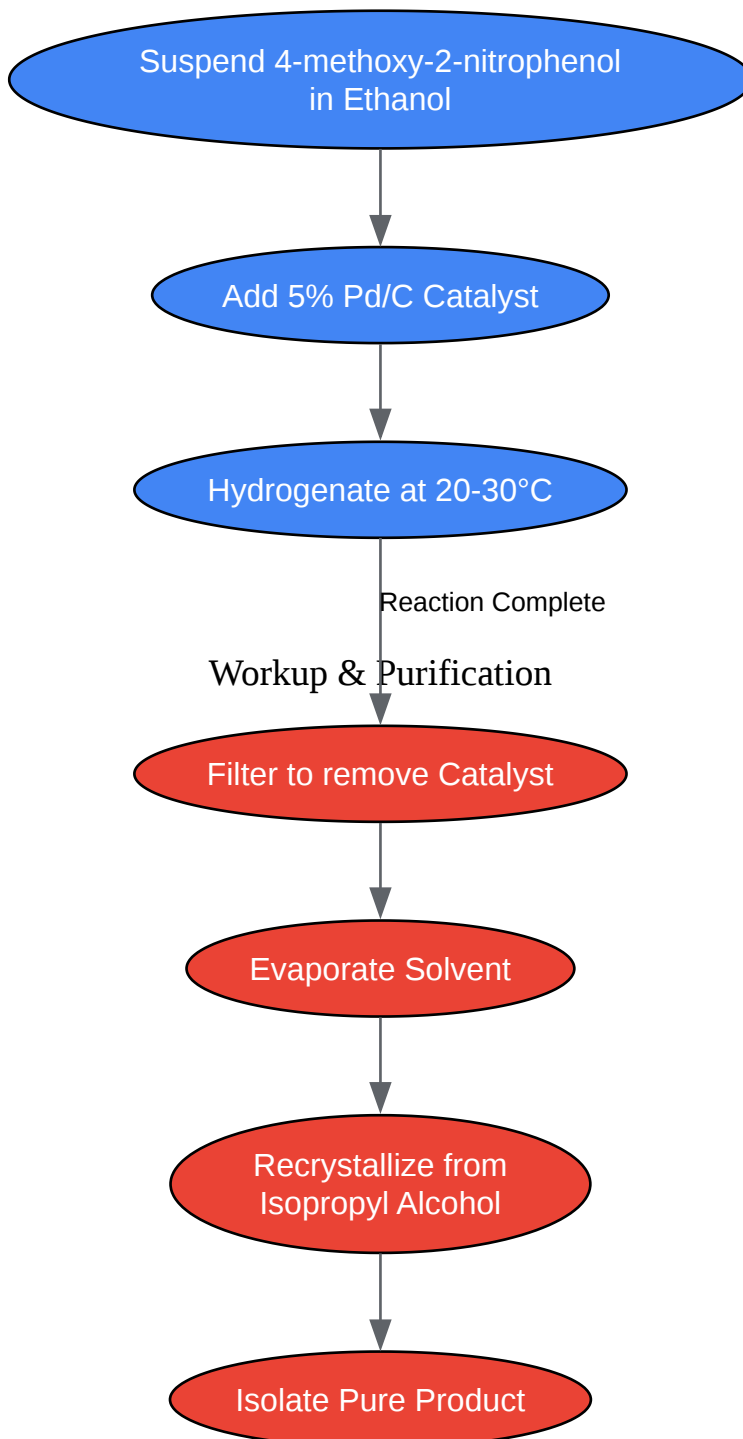 Suspend 4-methoxy-2-nitrophenol
in Ethanol
Add 5% Pd/C Catalyst
Hydrogenate at 20-30°C
Reaction Complete
Workup & Purification
Filter to remove Catalyst
Evaporate Solvent
Recrystallize from
Isopropyl Alcohol
Isolate Pure Product